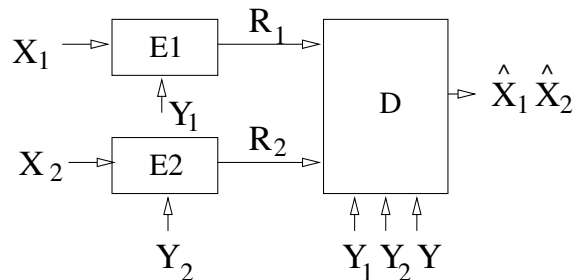 R₁
X₁ E1
D X̂₁ X̂₂
Y₁
R₂
X₂ E2
Y₂ Y₁ Y₂ Y